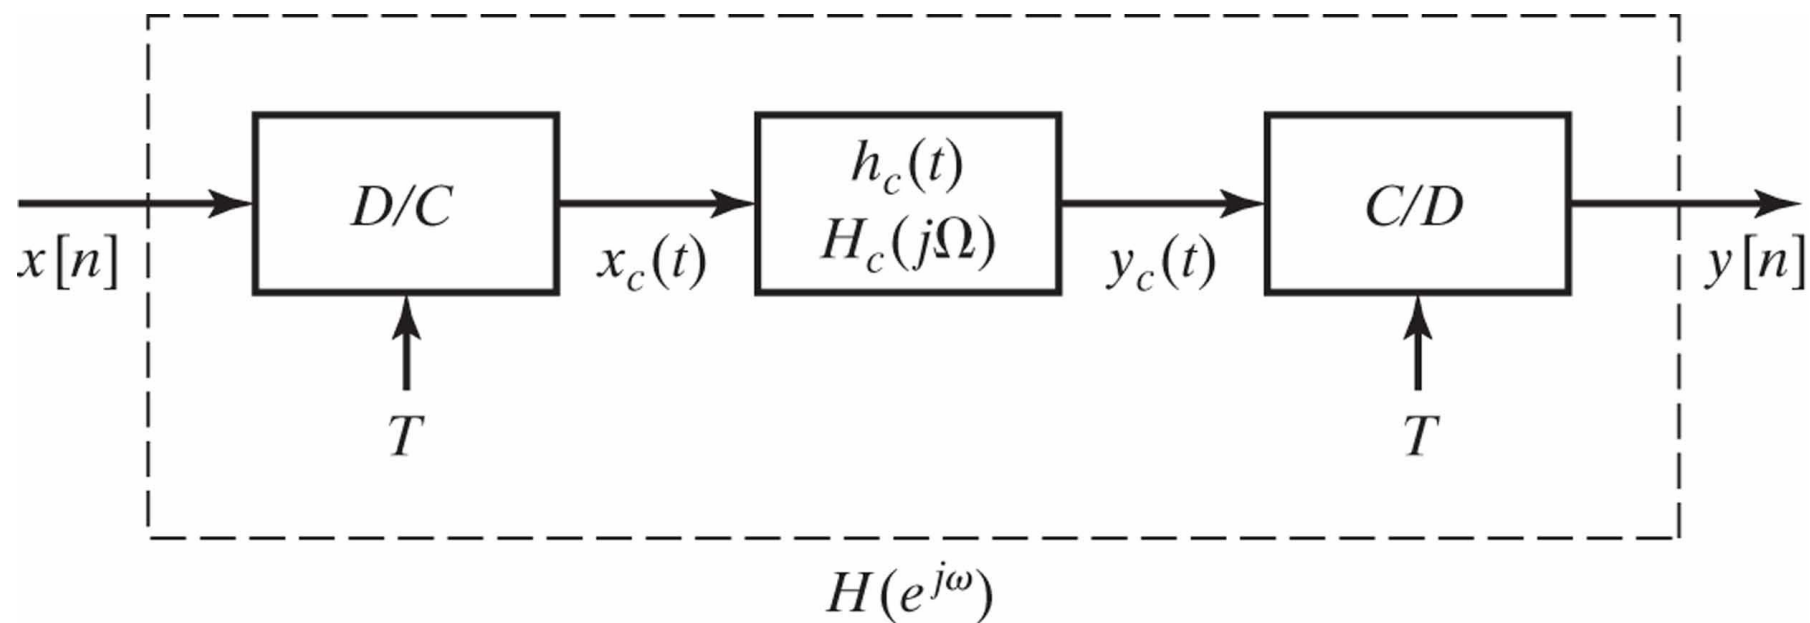 D/C
h_c(t)
H_c(jΩ)
C/D
x[n]
x_c(t)
y_c(t)
y[n]
T
T
H(e^{jω})